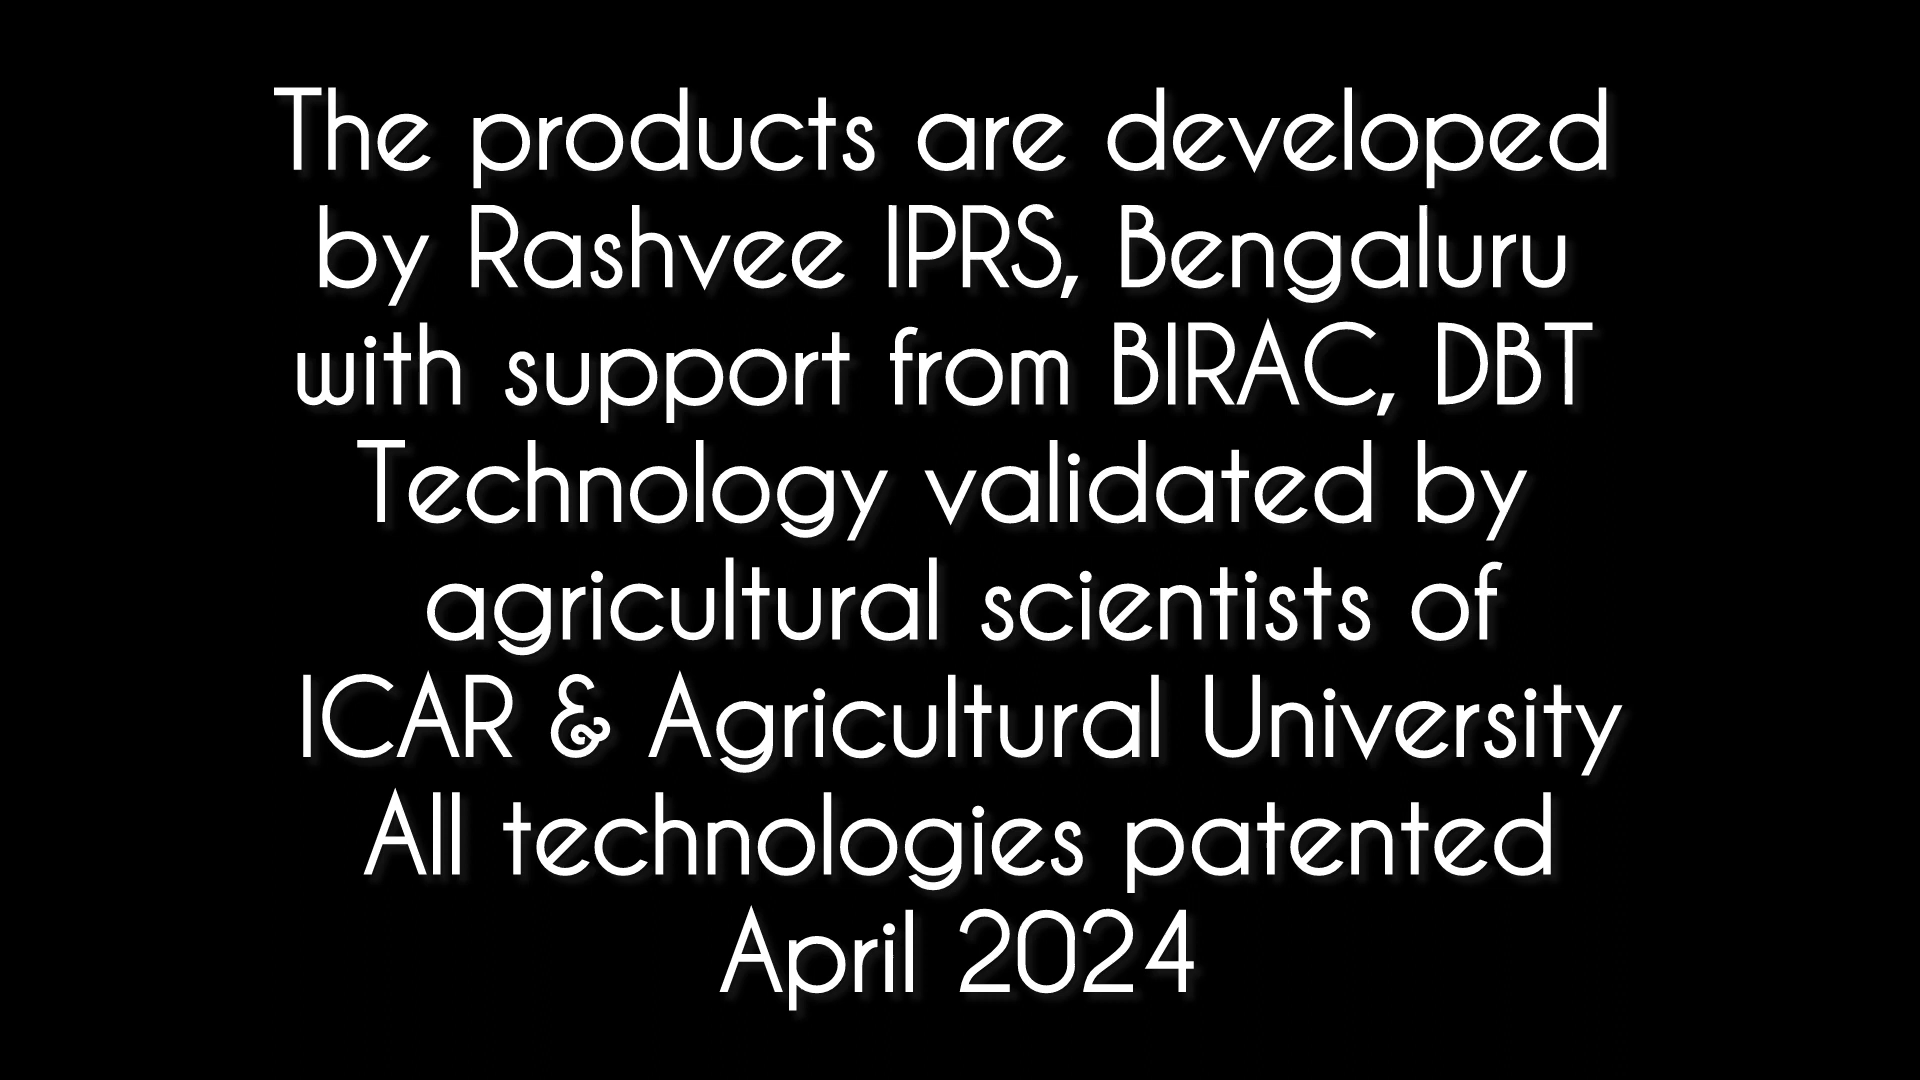 The products are developed
by Rashvee IPRS, Bengaluru
with support from BIRAC, DBT
Technology validated by
agricultural scientists of
ICAR & Agricultural University
All technologies patented
April 2024